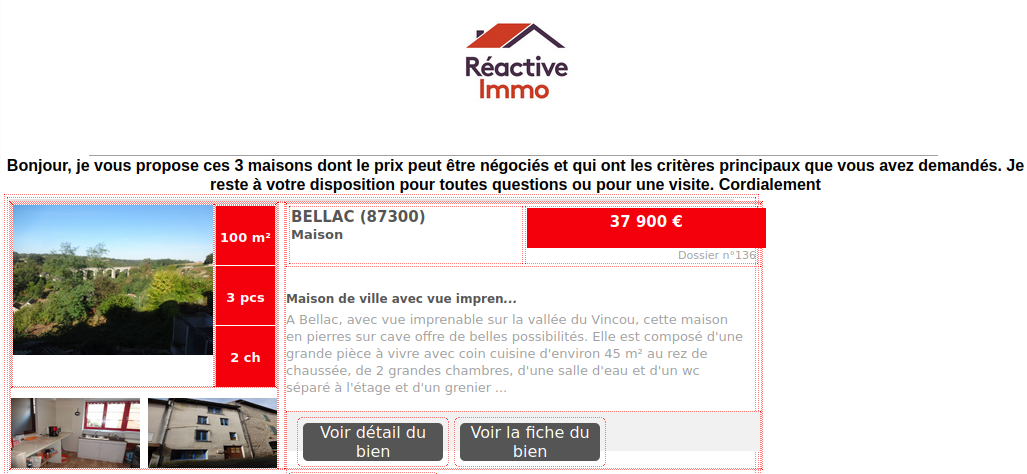 Réactive
Immo
Bonjour, je vous propose ces 3 maisons dont le prix peut être négociés et qui ont les critères principaux que vous avez demandés. Je
reste à votre disposition pour toutes questions ou pour une visite. Cordialement
100 m²
3 pcs
2 ch
BELLAC (87300)
Maison
37 900 €
Dossier n°136
Maison de ville avec vue impren...
A Bellac, avec vue imprenable sur la vallée du Vincou, cette maison
en pierres sur cave offre de belles possibilités. Elle est composé d'une
grande pièce à vivre avec coin cuisine d'environ 45 m² au rez de
chaussée, de 2 grandes chambres, d'une salle d'eau et d'un wc
séparé à l'étage et d'un grenier ...
Voir détail du
bien
Voir la fiche du
bien